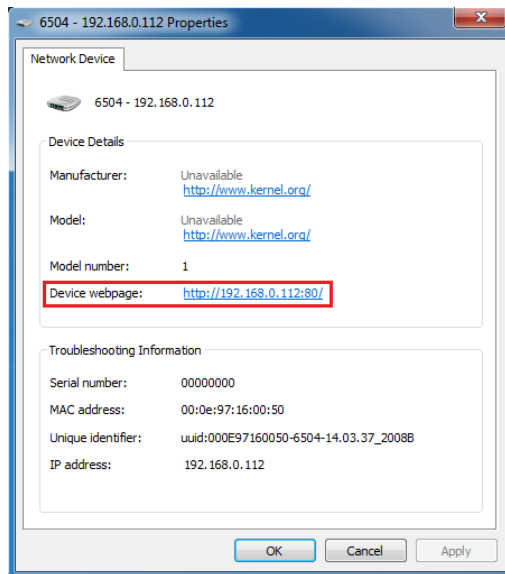 6504 - 192.168.0.112 Properties
Network Device
6504 - 192.168.0.112
Device Details
Manufacturer: Unavailable
http://www.kernel.org/
Model: Unavailable
http://www.kernel.org/
Model number: 1
Device webpage: http://192.168.0.112:80/
Troubleshooting Information
Serial number: 00000000
MAC address: 00:0e:97:16:00:50
Unique identifier: uuid:000E97160050-6504-14.03.37_2008B
IP address: 192.168.0.112
OK Cancel Apply